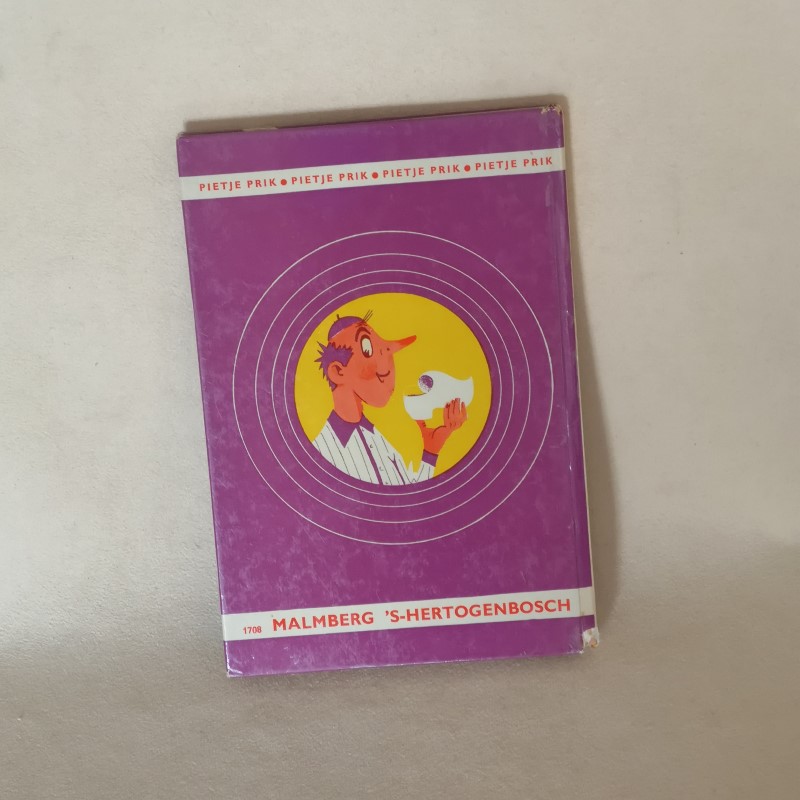 PIETJE PRIK ● PIETJE PRIK ● PIETJE PRIK ● PIETJE PRIK
1708 MALMBERG 'S-HERTOGENBOSCH